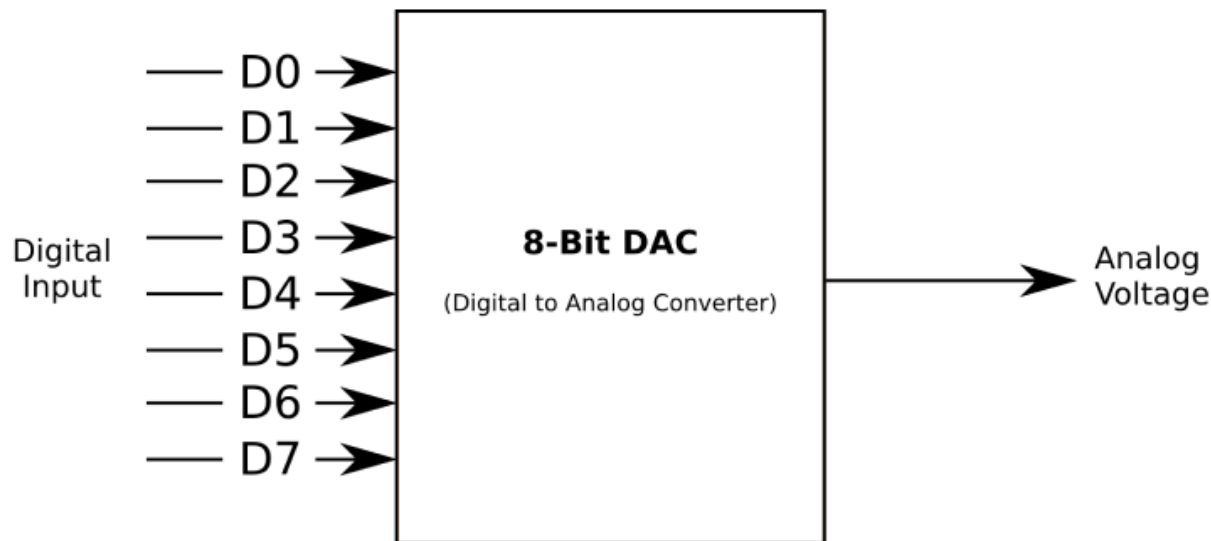 D0
D1
D2
D3
D4
D5
D6
D7
Digital
Input
8-Bit DAC
(Digital to Analog Converter)
Analog
Voltage